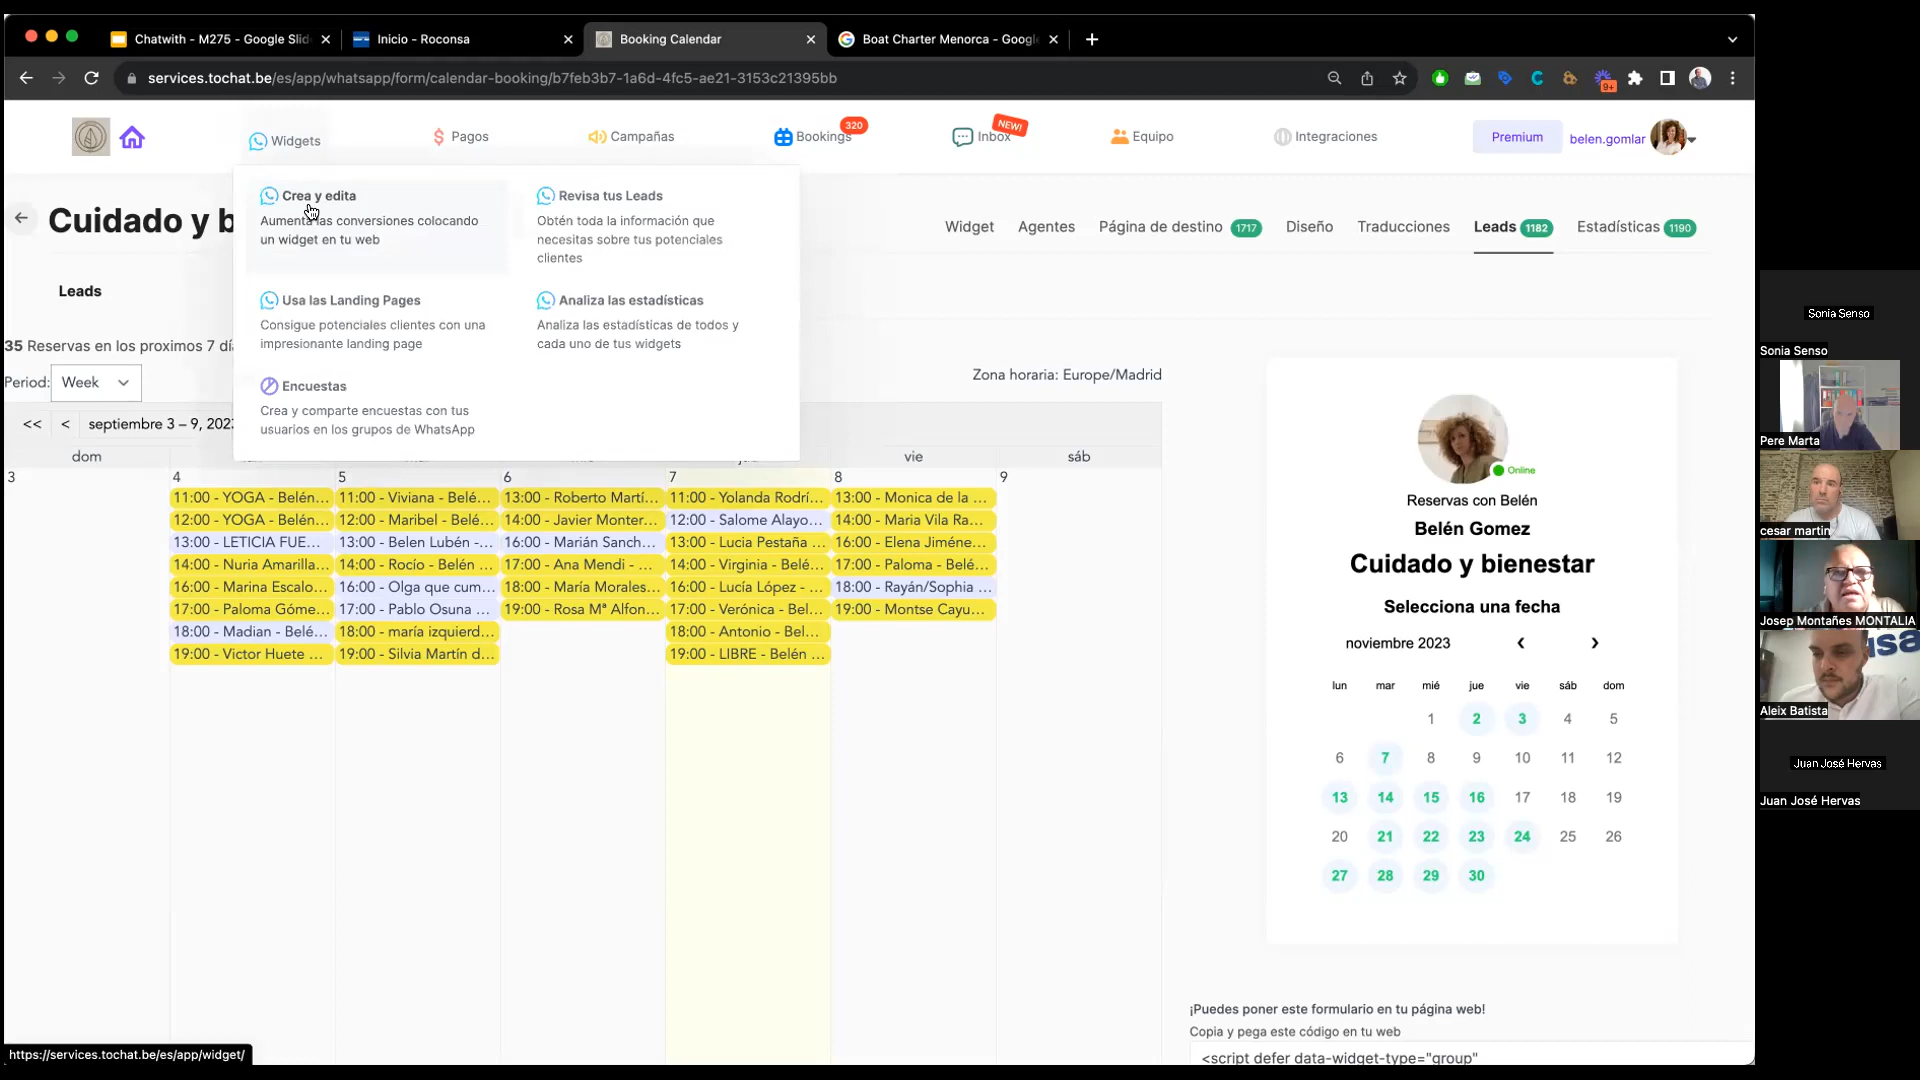 Chatwith - M275 - Google Slid
Inicio - Roconsa
Booking Calendar
Boat Charter Menorca - Google
services.tochat.be/es/app/whatsapp/form/calendar-booking/b7feb3b7-1a6d-4fc5-ae21-3153c21395bb
9+
Widgets
Pagos
Campañas
Bookings
320
Inbox
NEW!
Equipo
Integraciones
Premium
belen.gomlar
Cuidado y b
Crea y edita
Aumenta las conversiones colocando
un widget en tu web
Revisa tus Leads
Obtén toda la información que
necesitas sobre tus potenciales
clientes
Usa las Landing Pages
Consigue potenciales clientes con una
impresionante landing page
Analiza las estadísticas
Analiza las estadísticas de todos y
cada uno de tus widgets
Encuestas
Crea y comparte encuestas con tus
usuarios en los grupos de WhatsApp
Widget
Agentes
Página de destino 1717
Diseño
Traducciones
Leads 1182
Estadísticas 1190
Leads
35 Reservas en los proximos 7 dí
Period: Week
Zona horaria: Europe/Madrid
<< < septiembre 3 – 9, 2023
dom vie sáb
3 4 5 6 7 8 9
11:00 - YOGA - Belén...
12:00 - YOGA - Belén...
13:00 - LETICIA FUE...
14:00 - Nuria Amarilla...
16:00 - Marina Escalo...
17:00 - Paloma Góme...
18:00 - Madian - Belé...
19:00 - Victor Huete ...
11:00 - Viviana - Belé...
12:00 - Maribel - Belé...
13:00 - Belen Lubén -...
14:00 - Rocío - Belén ...
16:00 - Olga que cum...
17:00 - Pablo Osuna ...
18:00 - maría izquierd...
19:00 - Silvia Martín d...
13:00 - Roberto Martí...
14:00 - Javier Monter...
16:00 - Marián Sanch...
17:00 - Ana Mendi - ...
18:00 - María Morales...
19:00 - Rosa Mª Alfon...
11:00 - Yolanda Rodrí...
12:00 - Salome Alayo...
13:00 - Lucia Pestaña ...
14:00 - Virginia - Belé...
16:00 - Lucía López - ...
17:00 - Verónica - Bel...
18:00 - Antonio - Bel...
19:00 - LIBRE - Belén ...
13:00 - Monica de la ...
14:00 - Maria Vila Ra...
16:00 - Elena Jiméne...
17:00 - Paloma - Belé...
18:00 - Rayán/Sophia ...
19:00 - Montse Cayu...
Online
Reservas con Belén
Belén Gomez
Cuidado y bienestar
Selecciona una fecha
noviembre 2023
lun mar mié jue vie sáb dom
1 2 3 4 5
6 7 8 9 10 11 12
13 14 15 16 17 18 19
20 21 22 23 24 25 26
27 28 29 30
¡Puedes poner este formulario en tu página web!
Copia y pega este código en tu web
<script defer data-widget-type="group"
https://services.tochat.be/es/app/widget/
Sonia Senso
Sonia Senso
Pere Marta
cesar martin
Josep Montañes MONTALIA
usa
Aleix Batista
Juan José Hervas
Juan José Hervas